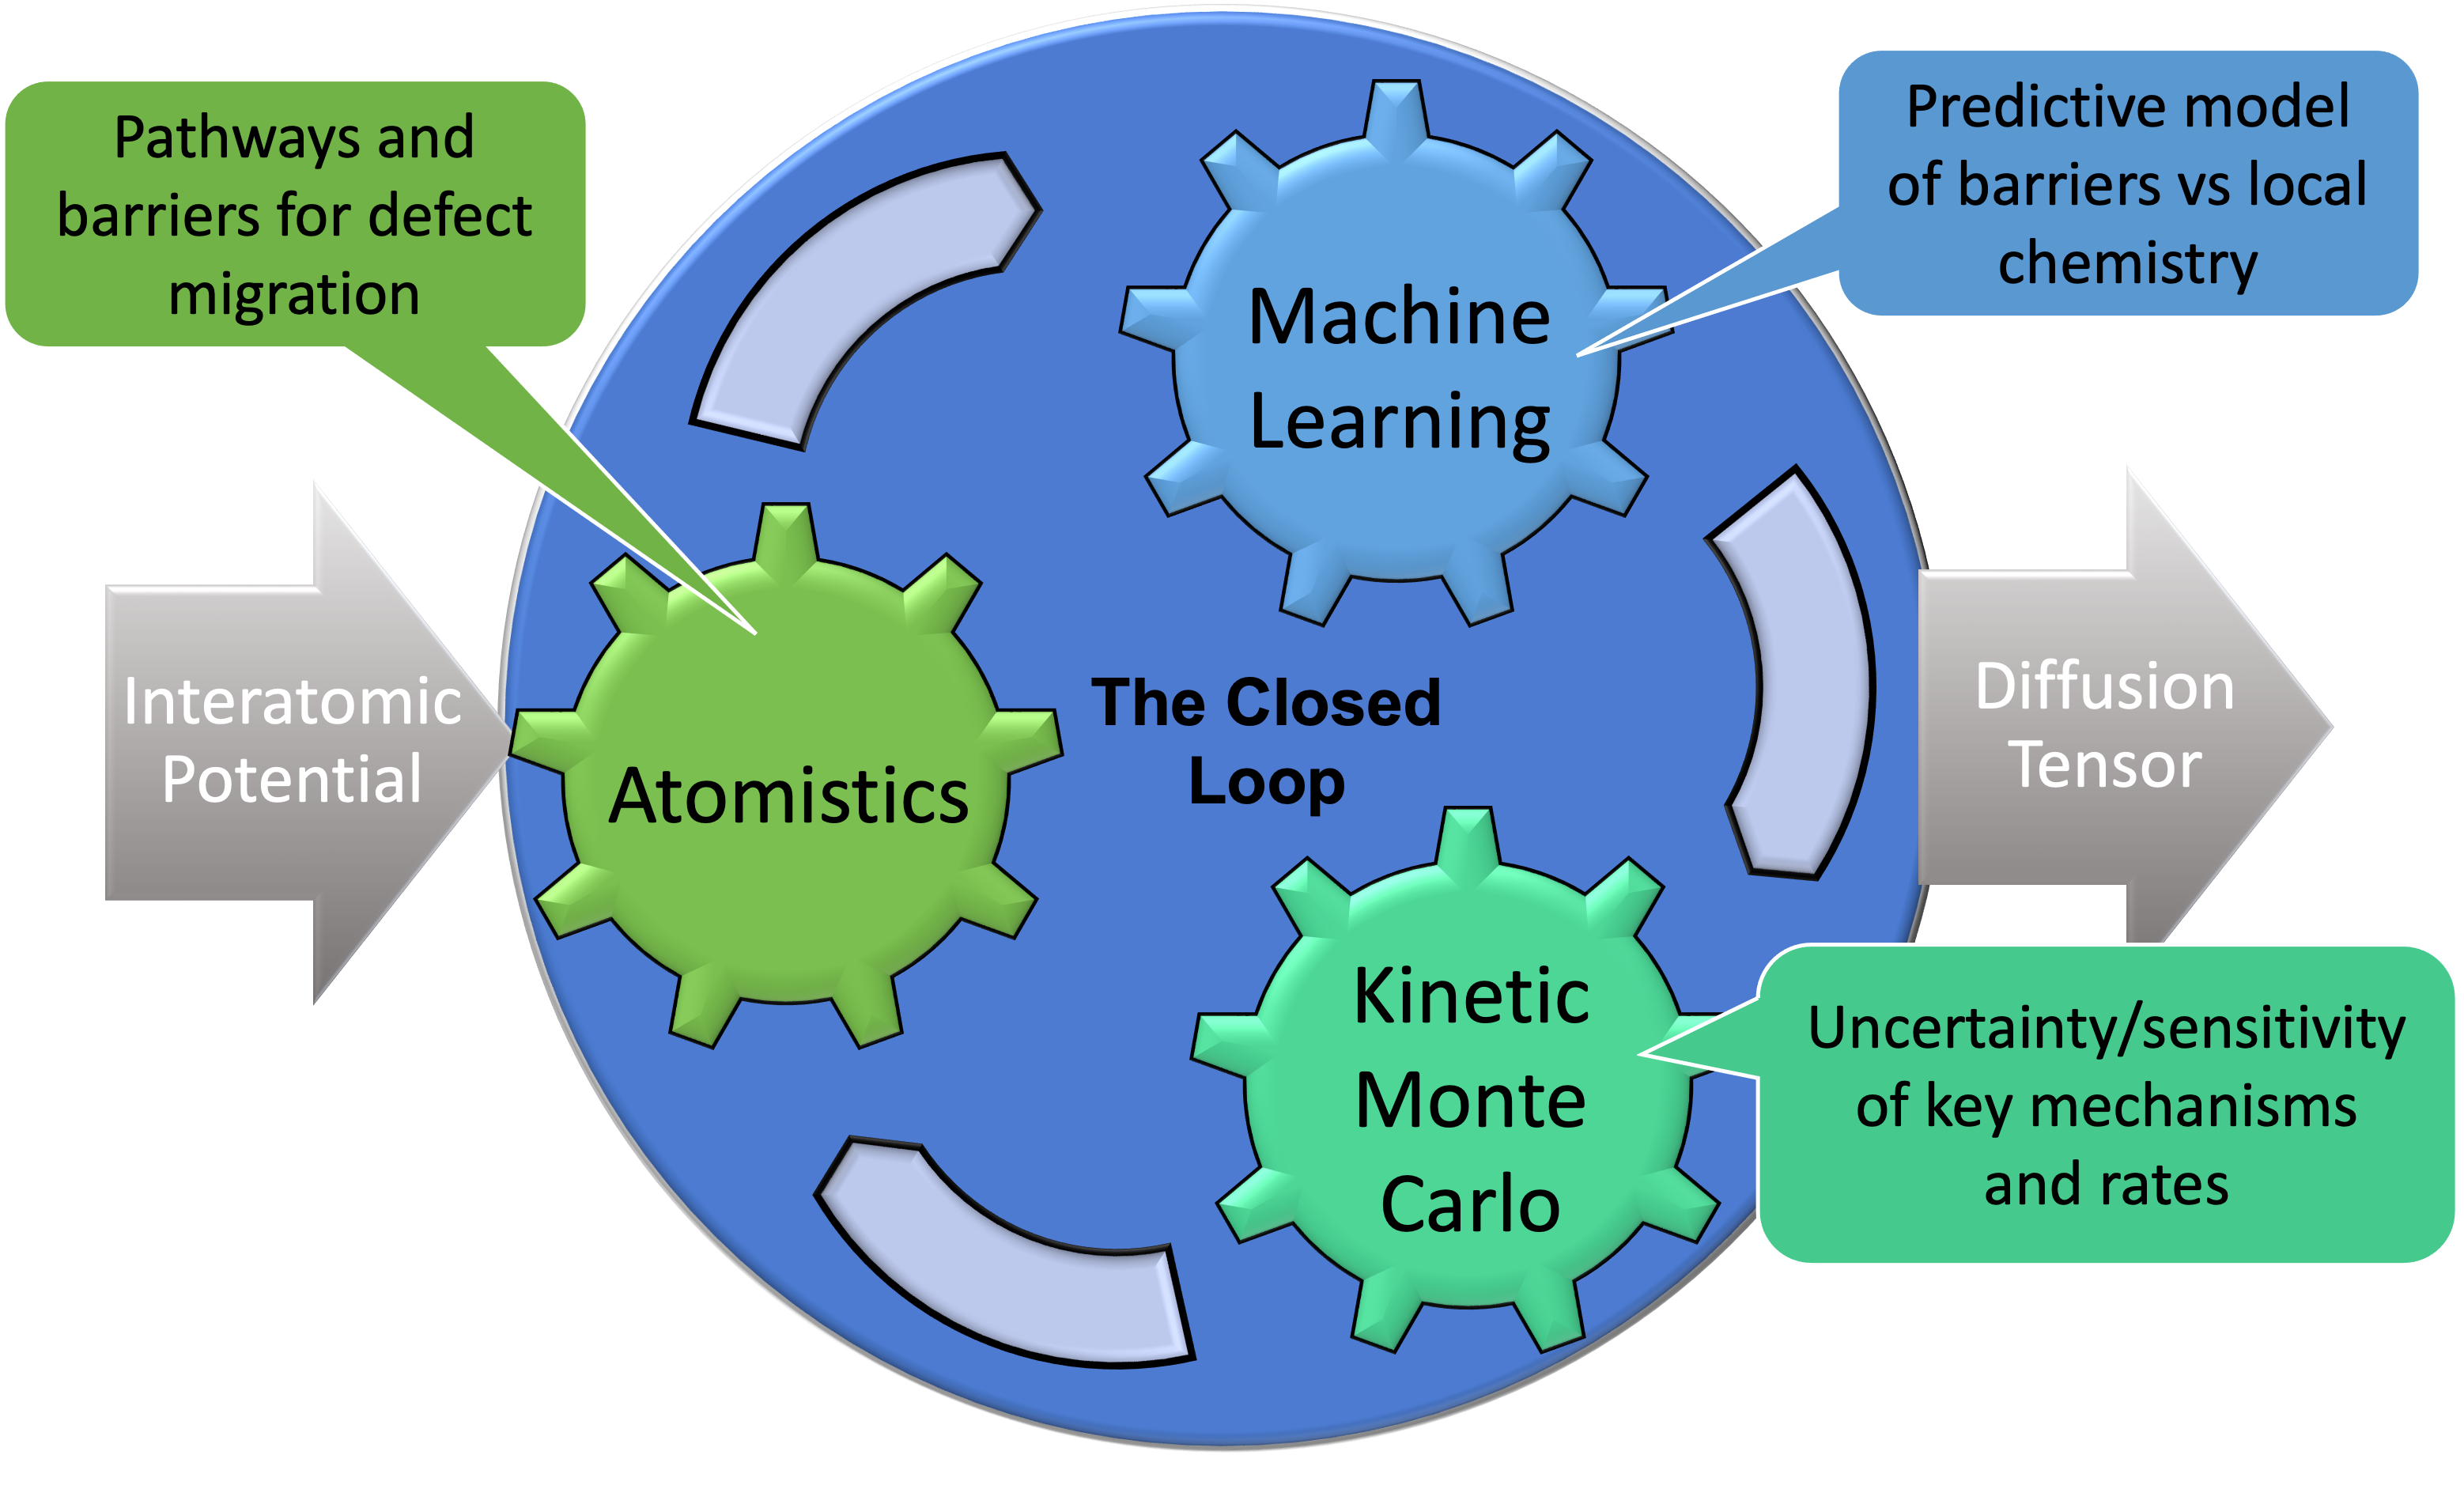 Pathways and
barriers for defect
migration
Predictive model
of barriers vs local
chemistry
Machine
Learning
Interatomic
Potential
Atomistics
The Closed
Loop
Diffusion
Tensor
Kinetic
Monte
Carlo
Uncertainty/sensitivity
of key mechanisms
and rates